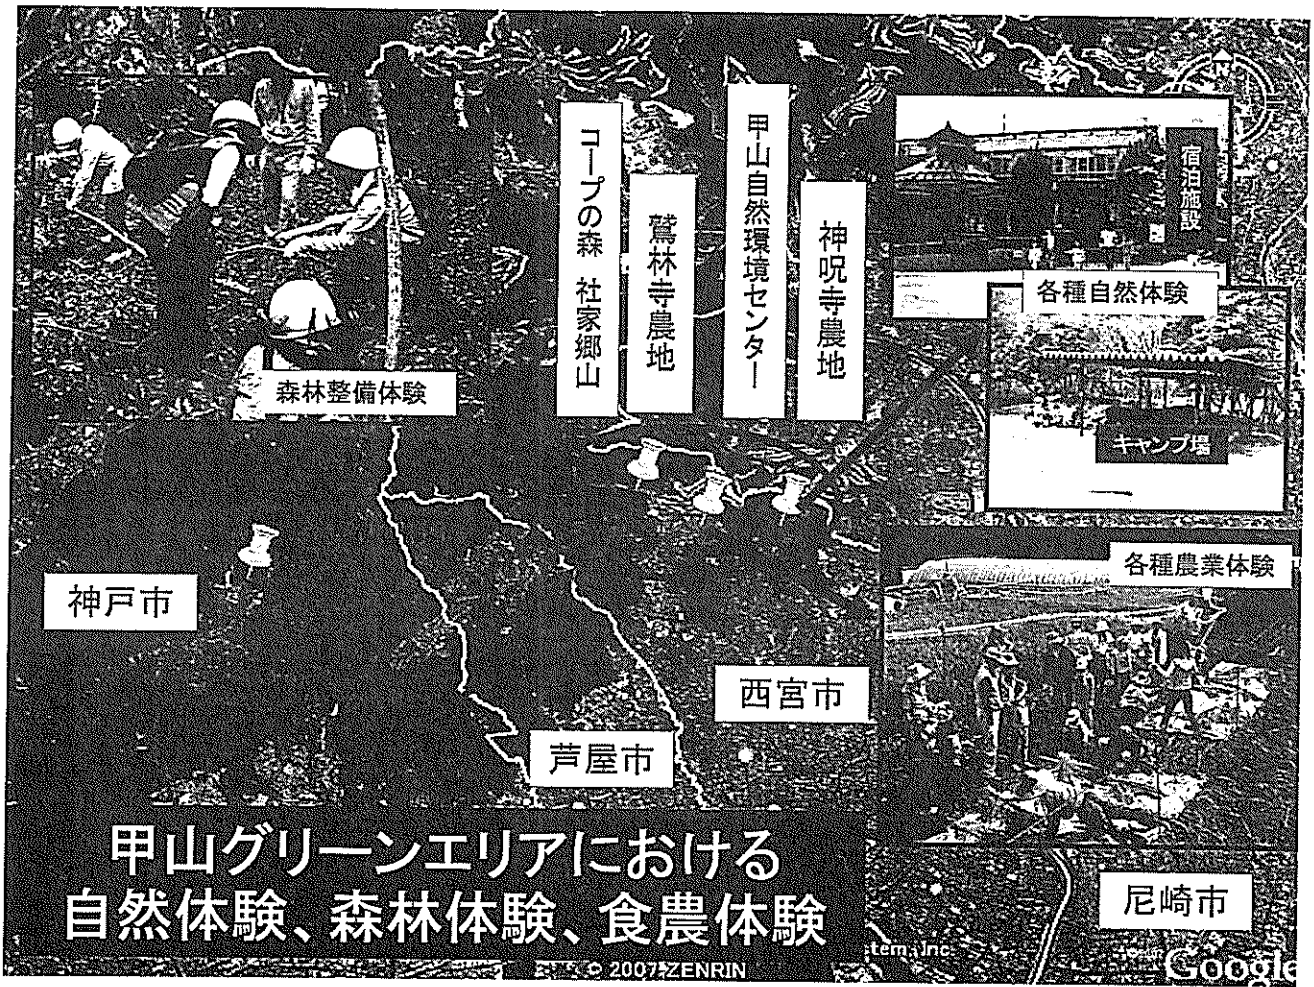 コープの森 社家郷山
鷲林寺農地
甲山自然環境センター
神呪寺農地
宿泊施設
各種自然体験
キャンプ場
森林整備体験
各種農業体験
神戸市
西宮市
芦屋市
尼崎市
甲山グリーンエリアにおける
自然体験、森林体験、食農体験
tem, Inc.
© 2007 ZENRIN
Google